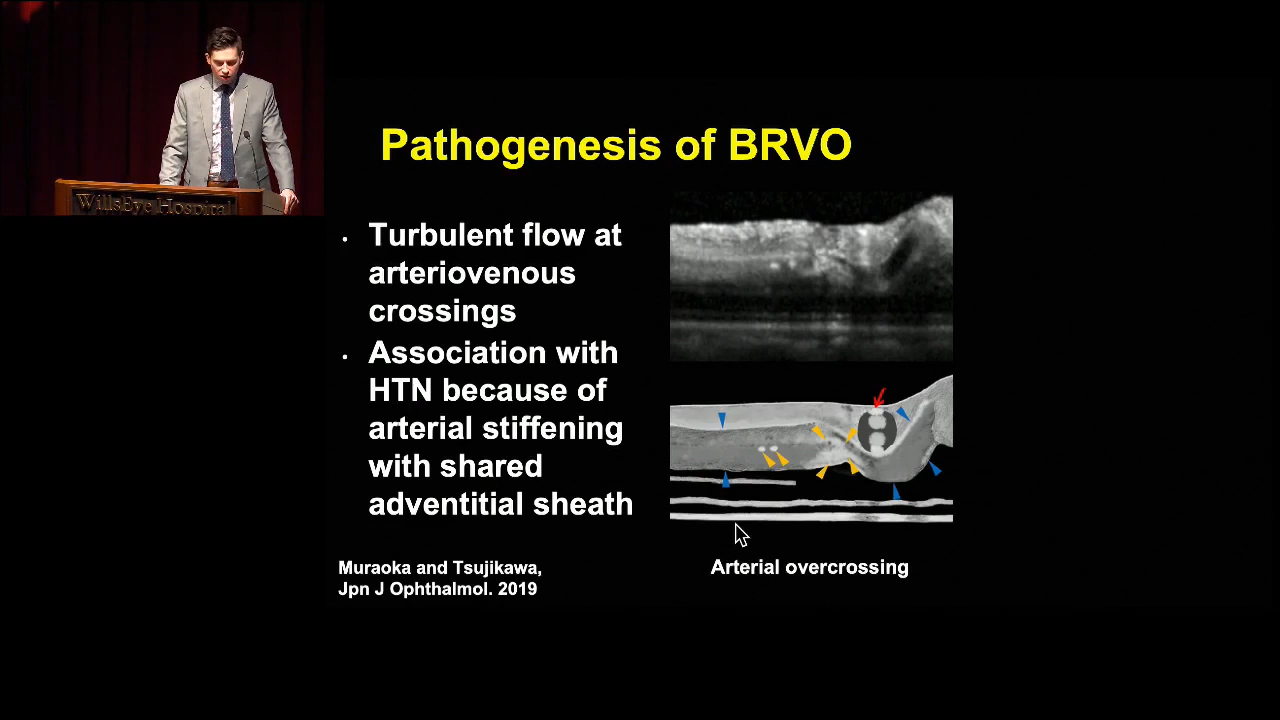 WillsEye Hospital
Pathogenesis of BRVO
• Turbulent flow at
arteriovenous
crossings
• Association with
HTN because of
arterial stiffening
with shared
adventitial sheath
Muraoka and Tsujikawa,
Jpn J Ophthalmol. 2019
Arterial overcrossing